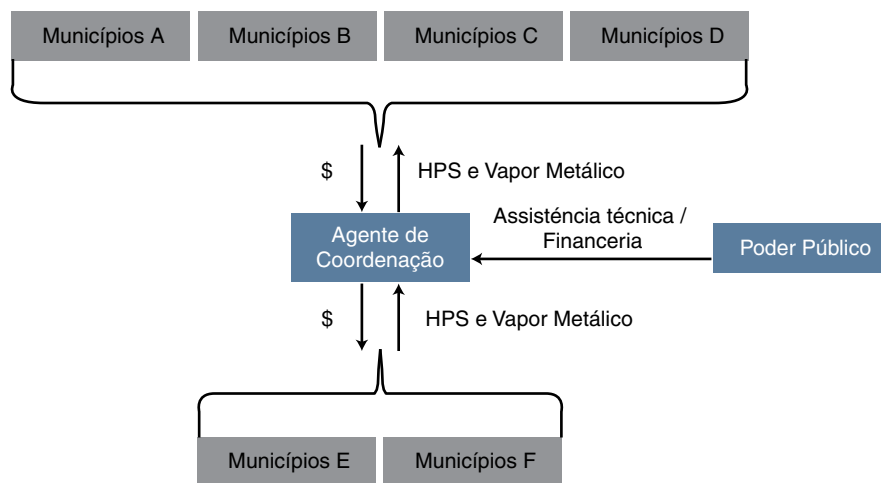 Municípios A
Municípios B
Municípios C
Municípios D
$
HPS e Vapor Metálico
Assisténcia técnica /
Financeria
Agente de
Coordenação
Poder Público
$
HPS e Vapor Metálico
Municípios E
Municípios F